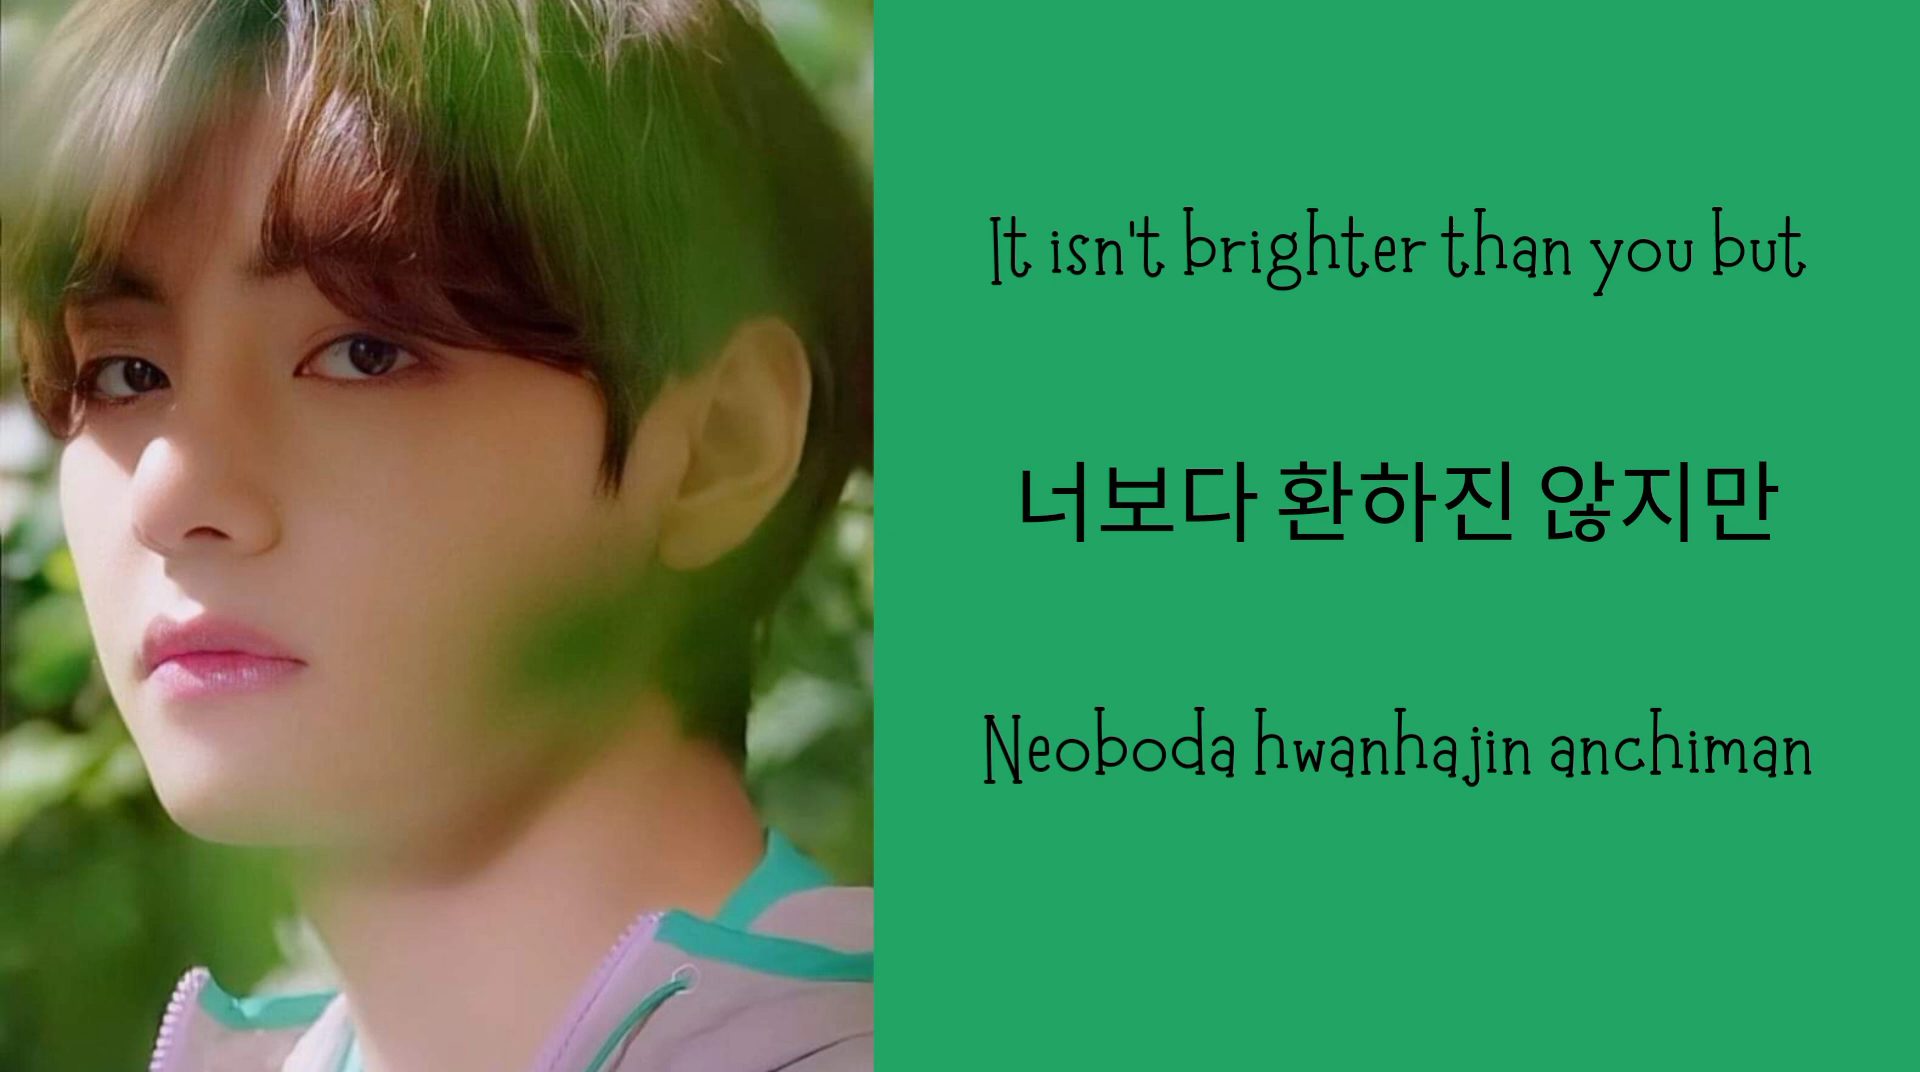 It isn't brighter than you but
너보다 환하진 않지만
Neoboda hwanhajin anchiman